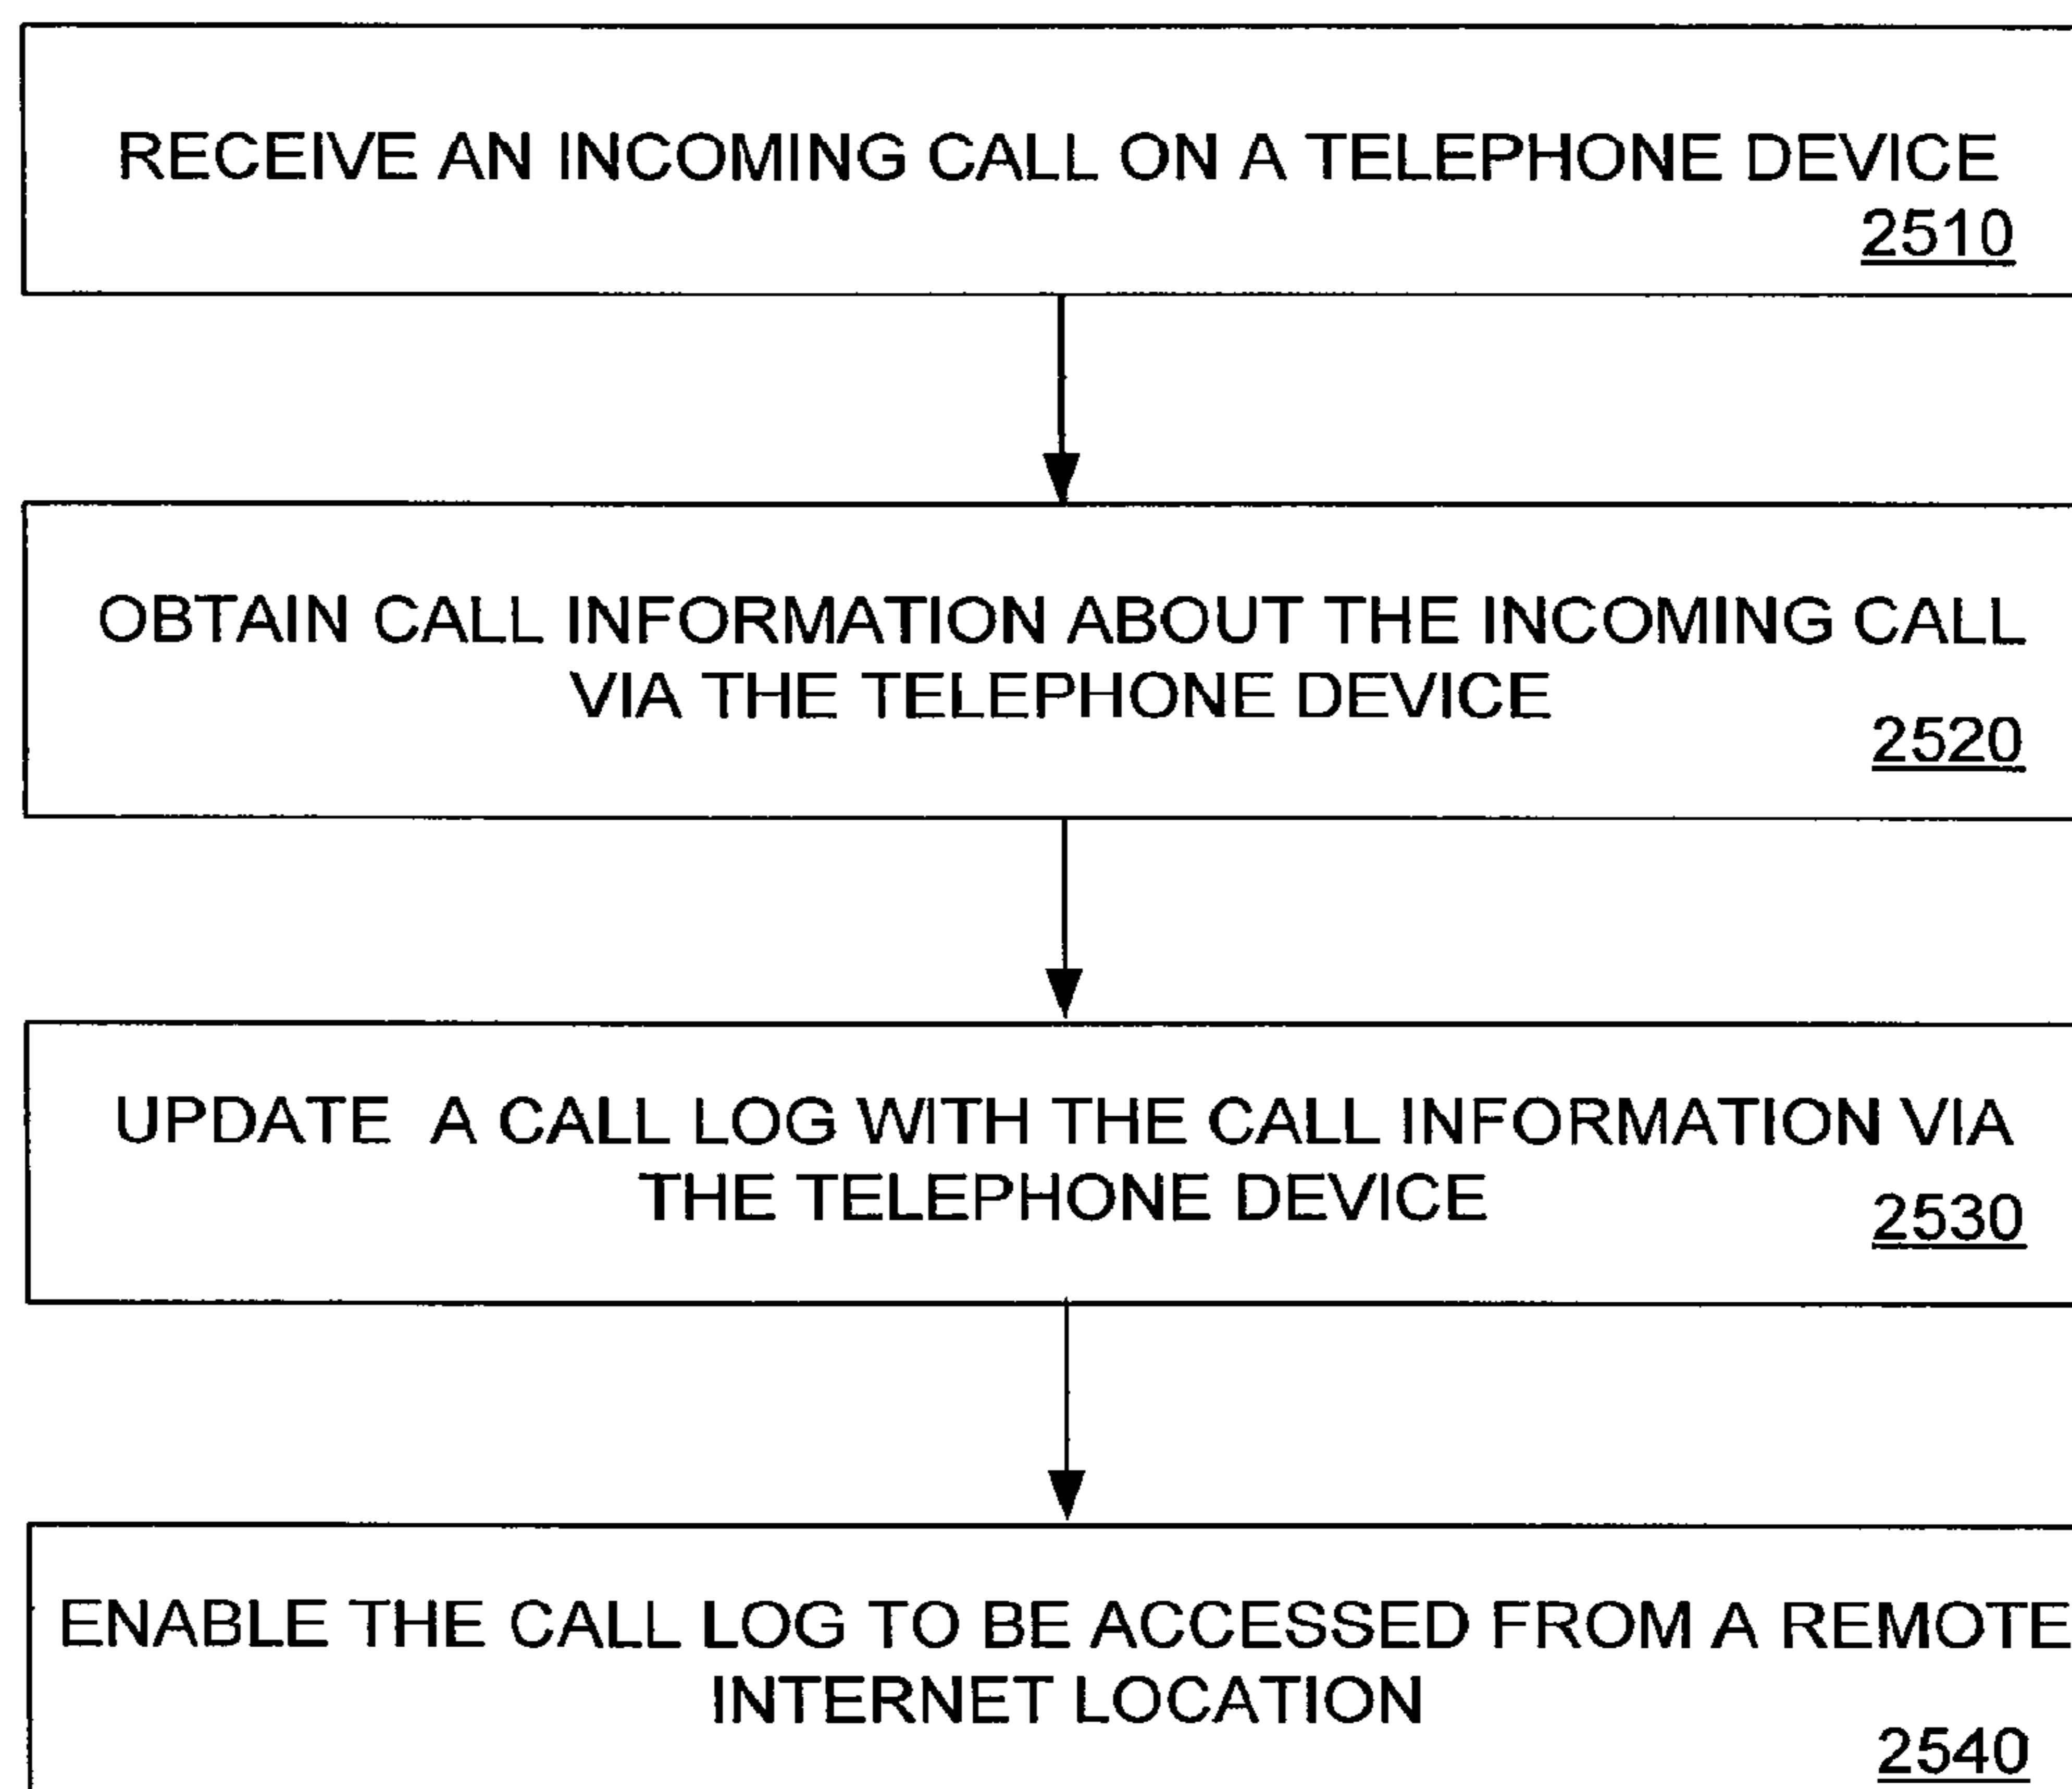 RECEIVE AN INCOMING CALL ON A TELEPHONE DEVICE
2510
OBTAIN CALL INFORMATION ABOUT THE INCOMING CALL
VIA THE TELEPHONE DEVICE
2520
UPDATE A CALL LOG WITH THE CALL INFORMATION VIA
THE TELEPHONE DEVICE
2530
ENABLE THE CALL LOG TO BE ACCESSED FROM A REMOTE
INTERNET LOCATION
2540